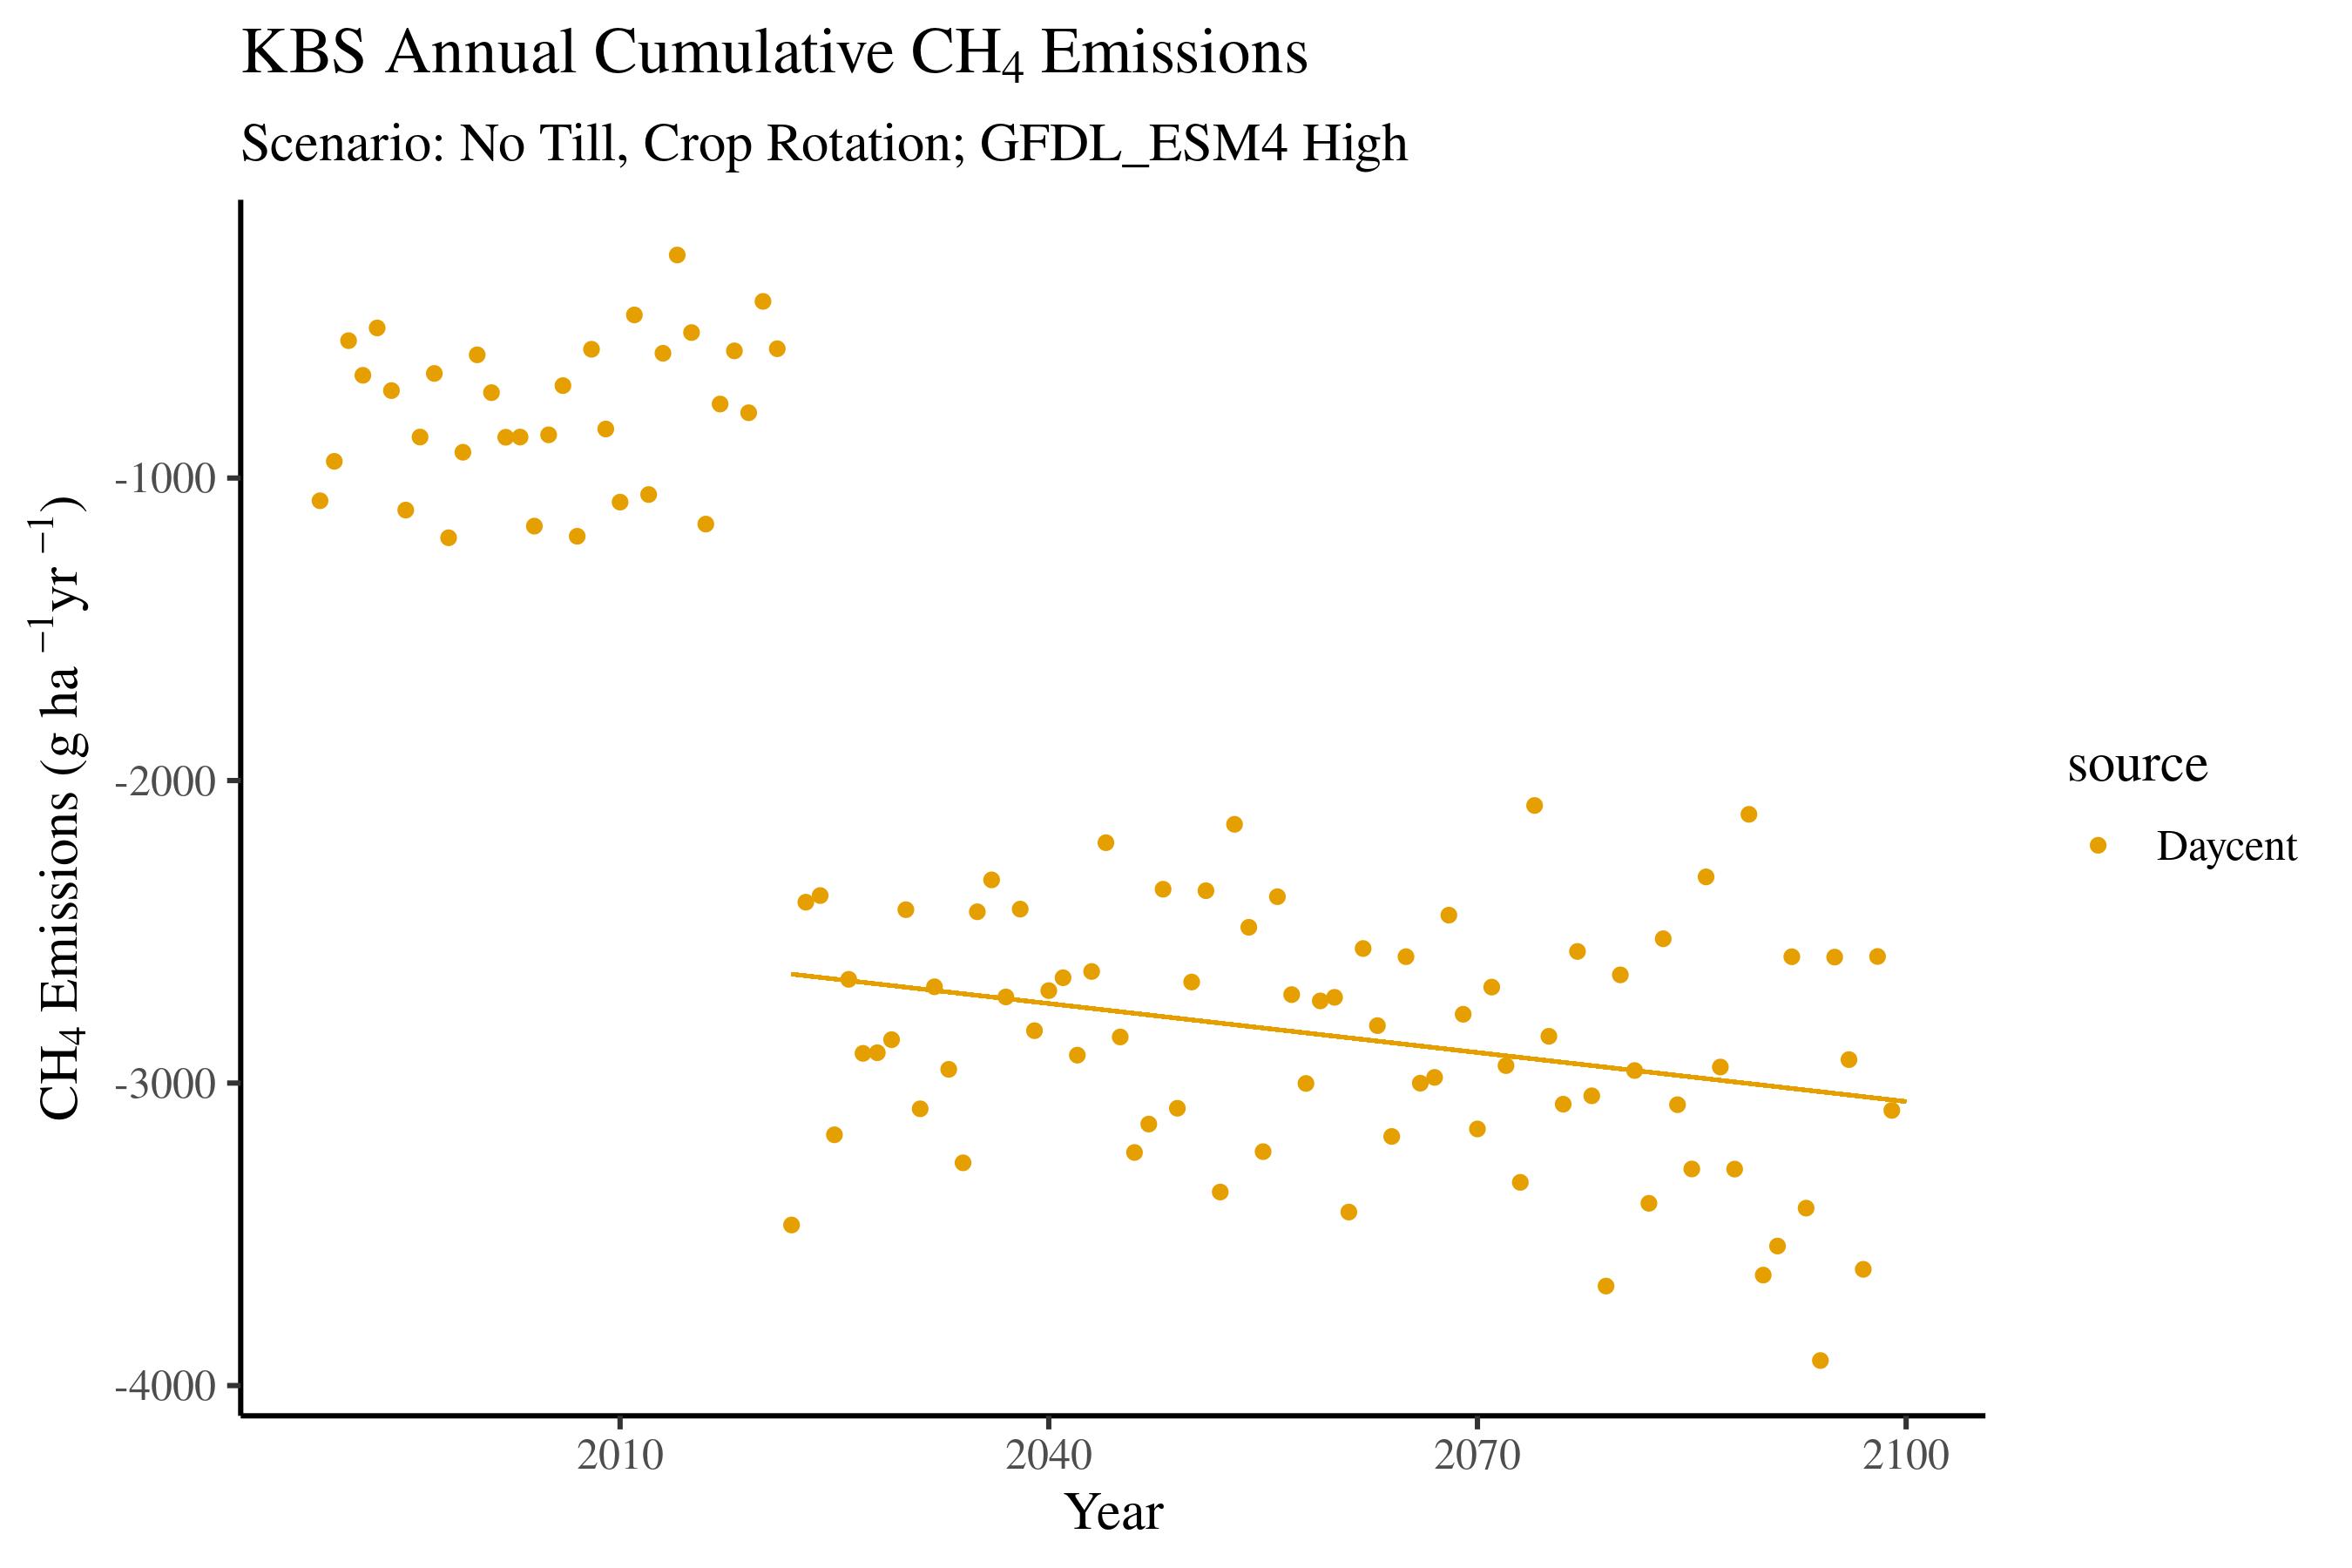 KBS Annual Cumulative CH₄ Emissions
Scenario: No Till, Crop Rotation; GFDL_ESM4 High
CH₄ Emissions (g ha⁻¹yr⁻¹)
-1000
-2000
-3000
-4000
2010 2040 2070 2100
Year
source
Daycent